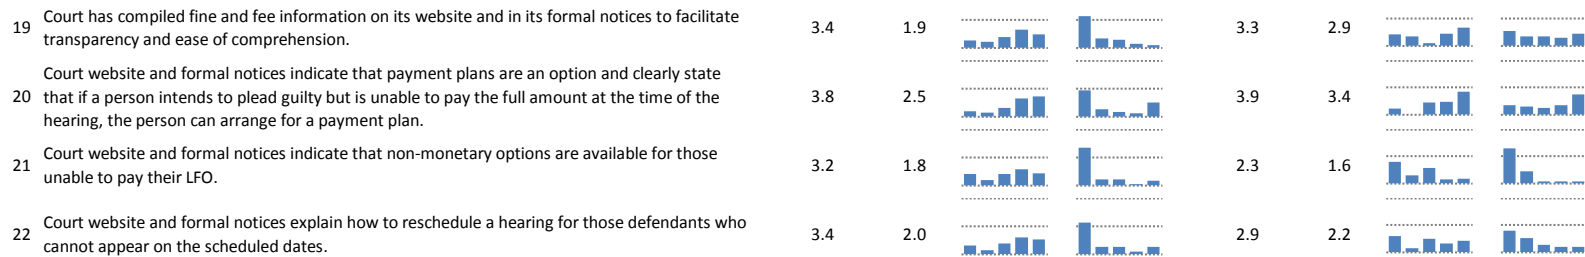 Court has compiled fine and fee information on its website and in its formal notices to facilitate
19 3.4 1.9 3.3 2.9
transparency and ease of comprehension.
Court website and formal notices indicate that payment plans are an option and clearly state
20 that if a person intends to plead guilty but is unable to pay the full amount at the time of the 3.8 2.5 3.9 3.4
hearing, the person can arrange for a payment plan.
Court website and formal notices indicate that non-monetary options are available for those
21 3.2 1.8 2.3 1.6
unable to pay their LFO.
Court website and formal notices explain how to reschedule a hearing for those defendants who
22 3.4 2.0 2.9 2.2
cannot appear on the scheduled dates.